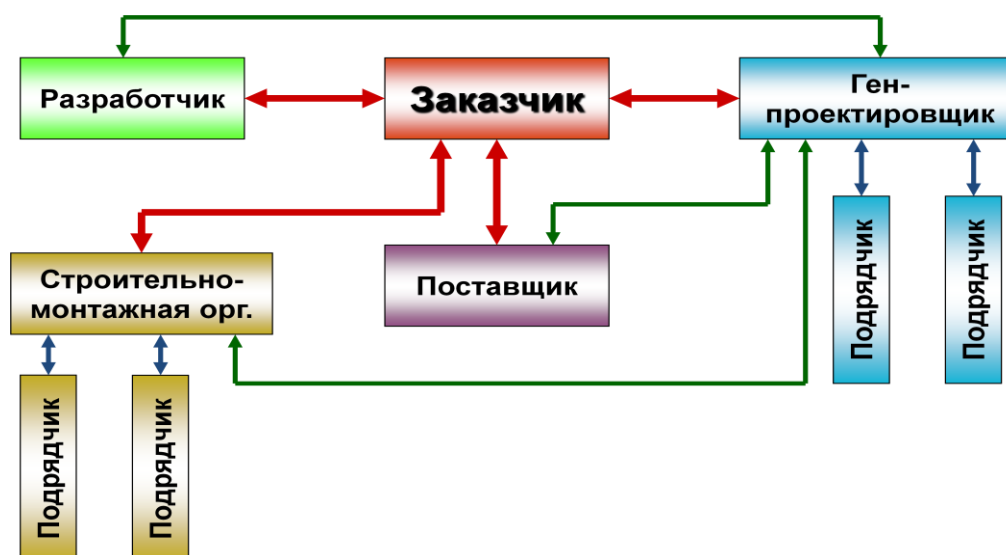 Разработчик
Заказчик
Ген-
проектировщик
Строительно-
монтажная орг.
Поставщик
Подрядчик
Подрядчик
Подрядчик
Подрядчик